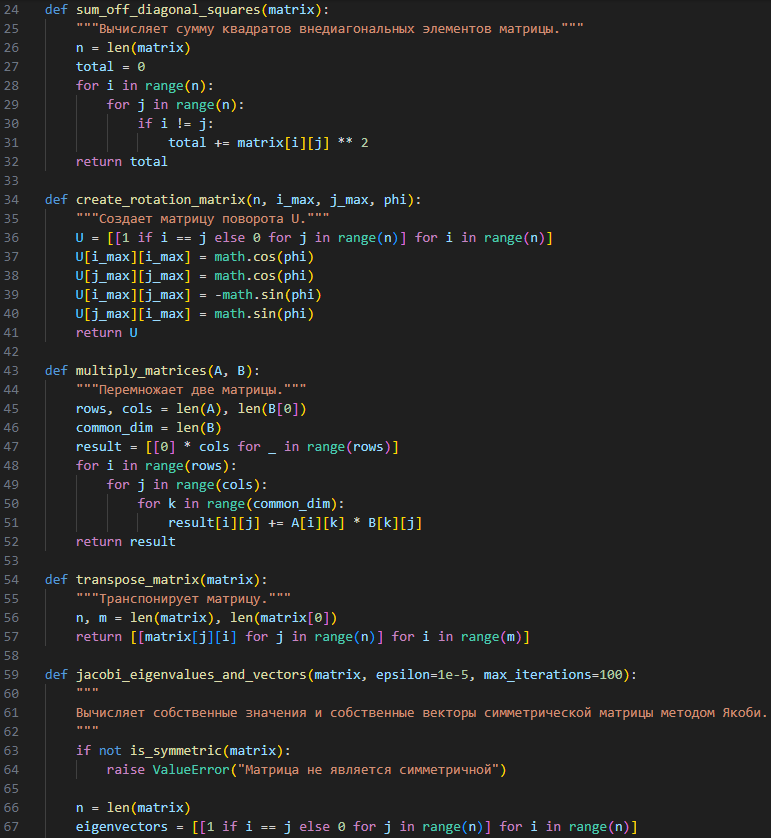 24 def sum_off_diagonal_squares(matrix):
25     """Вычисляет сумму квадратов внедиагональных элементов матрицы."""
26     n = len(matrix)
27     total = 0
28     for i in range(n):
29         for j in range(n):
30             if i != j:
31                 total += matrix[i][j] ** 2
32     return total
33
34 def create_rotation_matrix(n, i_max, j_max, phi):
35     """Создает матрицу поворота U."""
36     U = [[1 if i == j else 0 for j in range(n)] for i in range(n)]
37     U[i_max][i_max] = math.cos(phi)
38     U[j_max][j_max] = math.cos(phi)
39     U[i_max][j_max] = -math.sin(phi)
40     U[j_max][i_max] = math.sin(phi)
41     return U
42
43 def multiply_matrices(A, B):
44     """Перемножает две матрицы."""
45     rows, cols = len(A), len(B[0])
46     common_dim = len(B)
47     result = [[0] * cols for _ in range(rows)]
48     for i in range(rows):
49         for j in range(cols):
50             for k in range(common_dim):
51                 result[i][j] += A[i][k] * B[k][j]
52     return result
53
54 def transpose_matrix(matrix):
55     """Транспонирует матрицу."""
56     n, m = len(matrix), len(matrix[0])
57     return [[matrix[j][i] for j in range(n)] for i in range(m)]
58
59 def jacobi_eigenvalues_and_vectors(matrix, epsilon=1e-5, max_iterations=100):
60     """
61     Вычисляет собственные значения и собственные векторы симметрической матрицы методом Якоби.
62     """
63     if not is_symmetric(matrix):
64         raise ValueError("Матрица не является симметричной")
65
66     n = len(matrix)
67     eigenvectors = [[1 if i == j else 0 for j in range(n)] for i in range(n)]